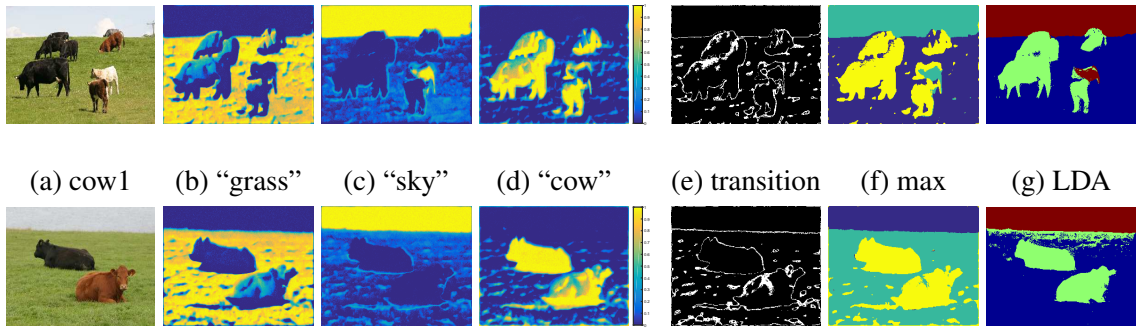 (a) cow1 (b) “grass” (c) “sky” (d) “cow” (e) transition (f) max (g) LDA